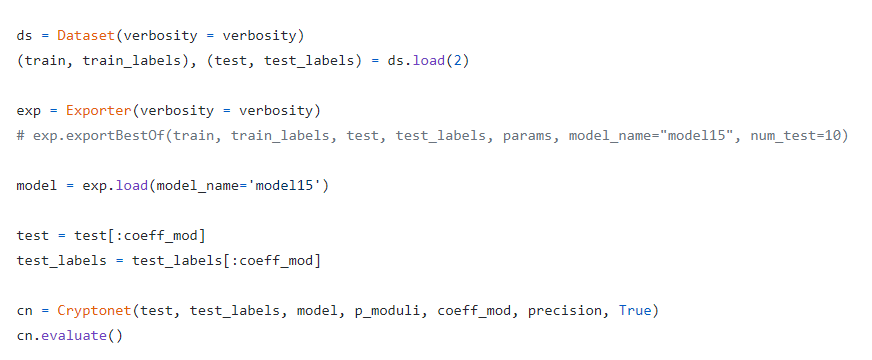 ds = Dataset(verbosity = verbosity)
(train, train_labels), (test, test_labels) = ds.load(2)
exp = Exporter(verbosity = verbosity)
# exp.exportBestOf(train, train_labels, test, test_labels, params, model_name="model15", num_test=10)
model = exp.load(model_name='model15')
test = test[:coeff_mod]
test_labels = test_labels[:coeff_mod]
cn = Cryptonet(test, test_labels, model, p_moduli, coeff_mod, precision, True)
cn.evaluate()